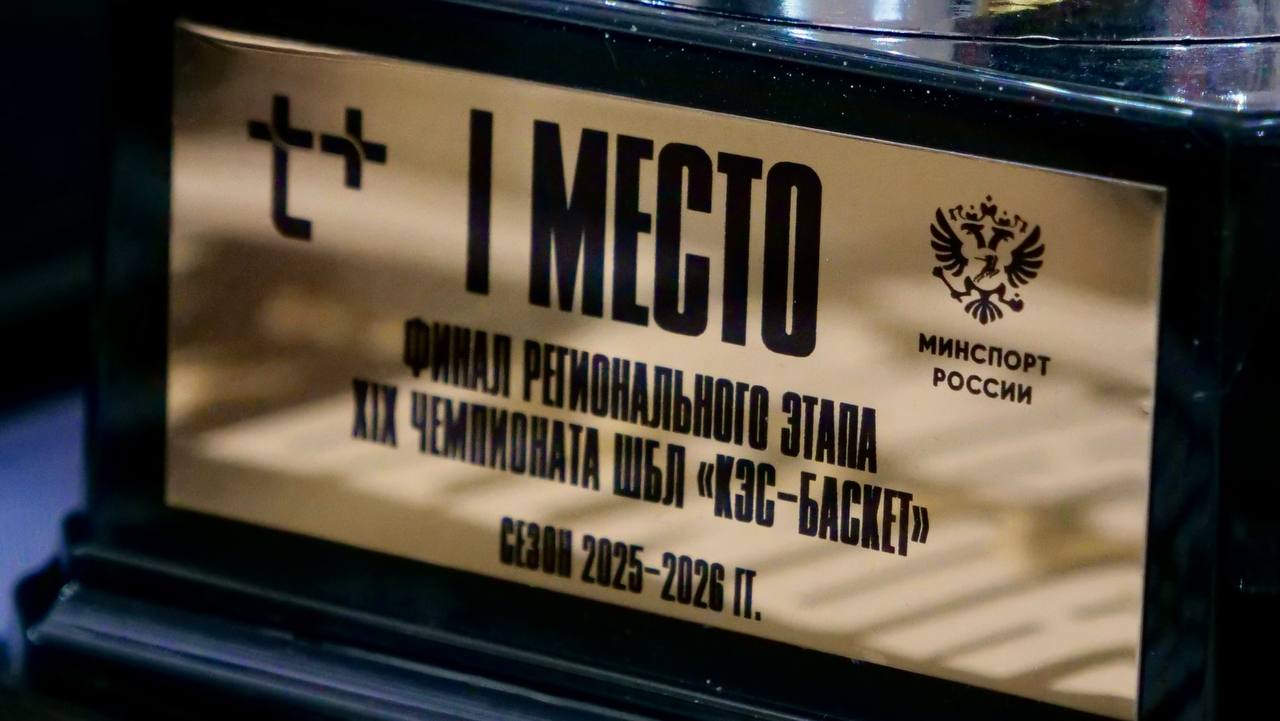 t+
I МЕСТО
МИНСПОРТ
РОССИИ
ФИНАЛ РЕГИОНАЛЬНОГО ЭТАПА
XIX ЧЕМПИОНАТА ШБЛ «КЭС-БАСКЕТ»
СЕЗОН 2025-2026 ГГ.